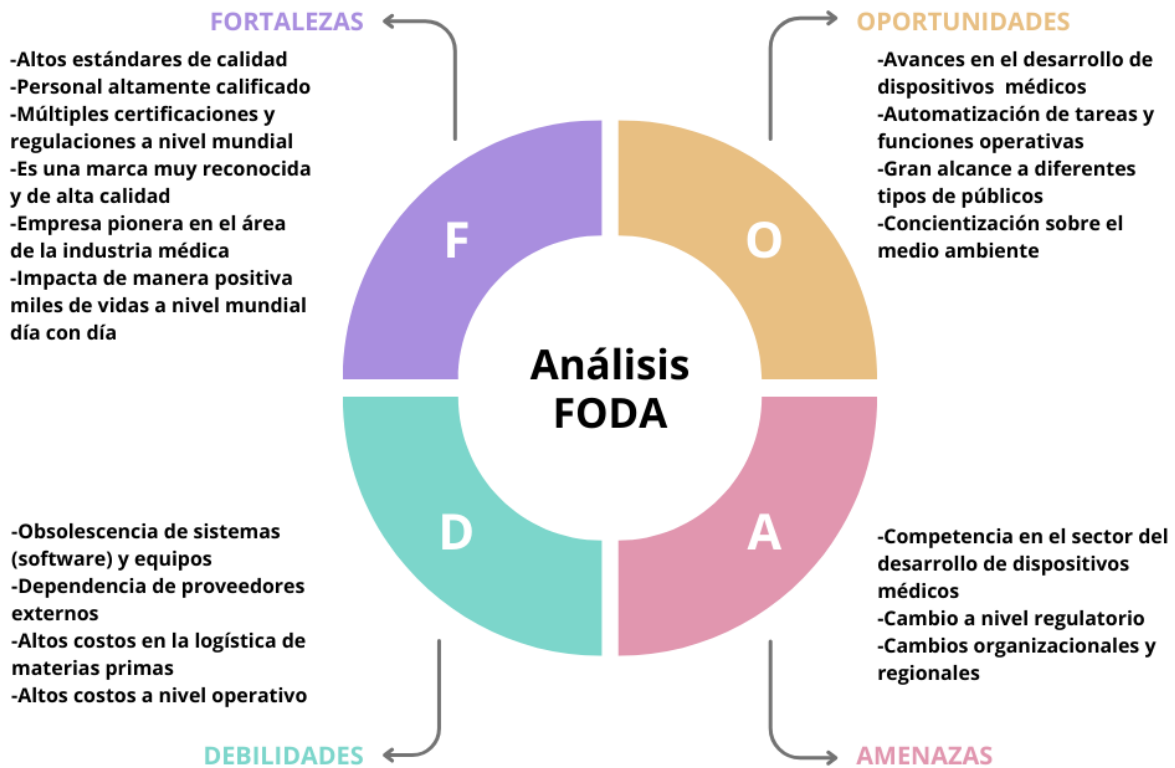 FORTALEZAS
-Altos estándares de calidad
-Personal altamente calificado
-Múltiples certificaciones y
regulaciones a nivel mundial
-Es una marca muy reconocida
y de alta calidad
-Empresa pionera en el área
de la industria médica
-Impacta de manera positiva
miles de vidas a nivel mundial
día con día
OPORTUNIDADES
-Avances en el desarrollo de
dispositivos  médicos
-Automatización de tareas y
funciones operativas
-Gran alcance a diferentes
tipos de públicos
-Concientización sobre el
medio ambiente
F
O
Análisis
FODA
D
A
-Obsolescencia de sistemas
(software) y equipos
-Dependencia de proveedores
externos
-Altos costos en la logística de
materias primas
-Altos costos a nivel operativo
DEBILIDADES
-Competencia en el sector del
desarrollo de dispositivos
médicos
-Cambio a nivel regulatorio
-Cambios organizacionales y
regionales
AMENAZAS